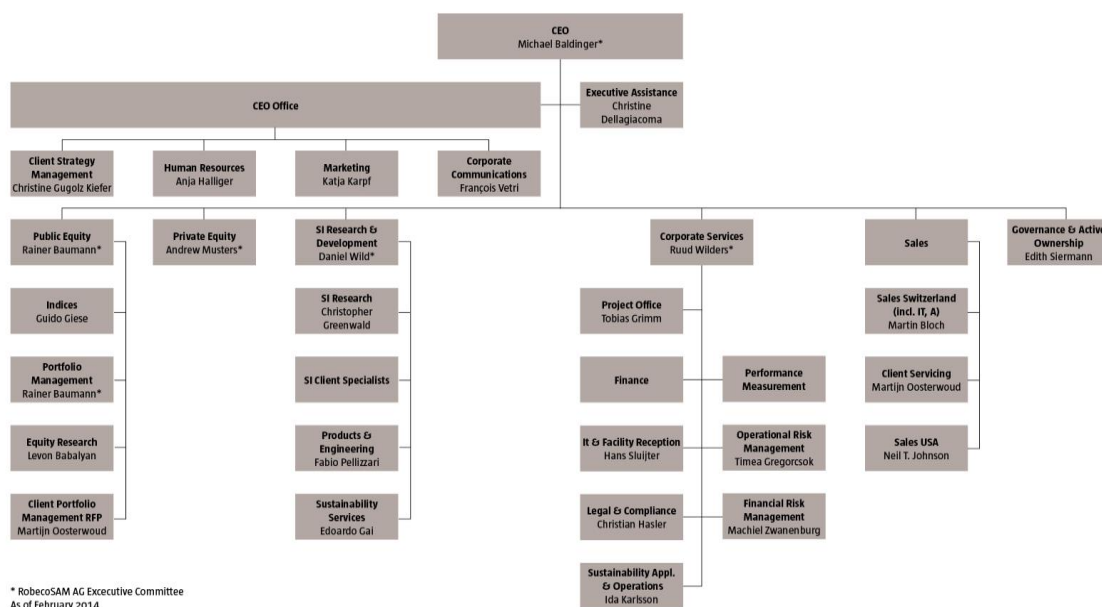 CEO
Michael Baldinger*
CEO Office
Executive Assistance
Christine
Dellagiacoma
Client Strategy
Management
Christine Gugolz Kiefer
Human Resources
Anja Halliger
Marketing
Katja Karpf
Corporate
Communications
François Vetri
Public Equity
Rainer Baumann*
Private Equity
Andrew Musters*
SI Research &
Development
Daniel Wild*
Corporate Services
Ruud Wilders*
Sales
Governance & Active
Ownership
Edith Siermann
Indices
Guido Giese
SI Research
Christopher
Greenwald
Project Office
Tobias Grimm
Sales Switzerland
(incl. IT, A)
Martin Bloch
Portfolio
Management
Rainer Baumann*
SI Client Specialists
Finance
Performance
Measurement
Client Servicing
Martijn Oosterwoud
Equity Research
Levon Babalyan
Products &
Engineering
Fabio Pellizzari
It & Facility Reception
Hans Sluijter
Operational Risk
Management
Timea Gregorcsok
Sales USA
Neil T. Johnson
Client Portfolio
Management RFP
Martijn Oosterwoud
Sustainability
Services
Edoardo Gai
Legal & Compliance
Christian Hasler
Financial Risk
Management
Machiel Zwanenburg
Sustainability Appl.
& Operations
Ida Karlsson
* RobecoSAM AG Excecutive Committee
As of February 2014